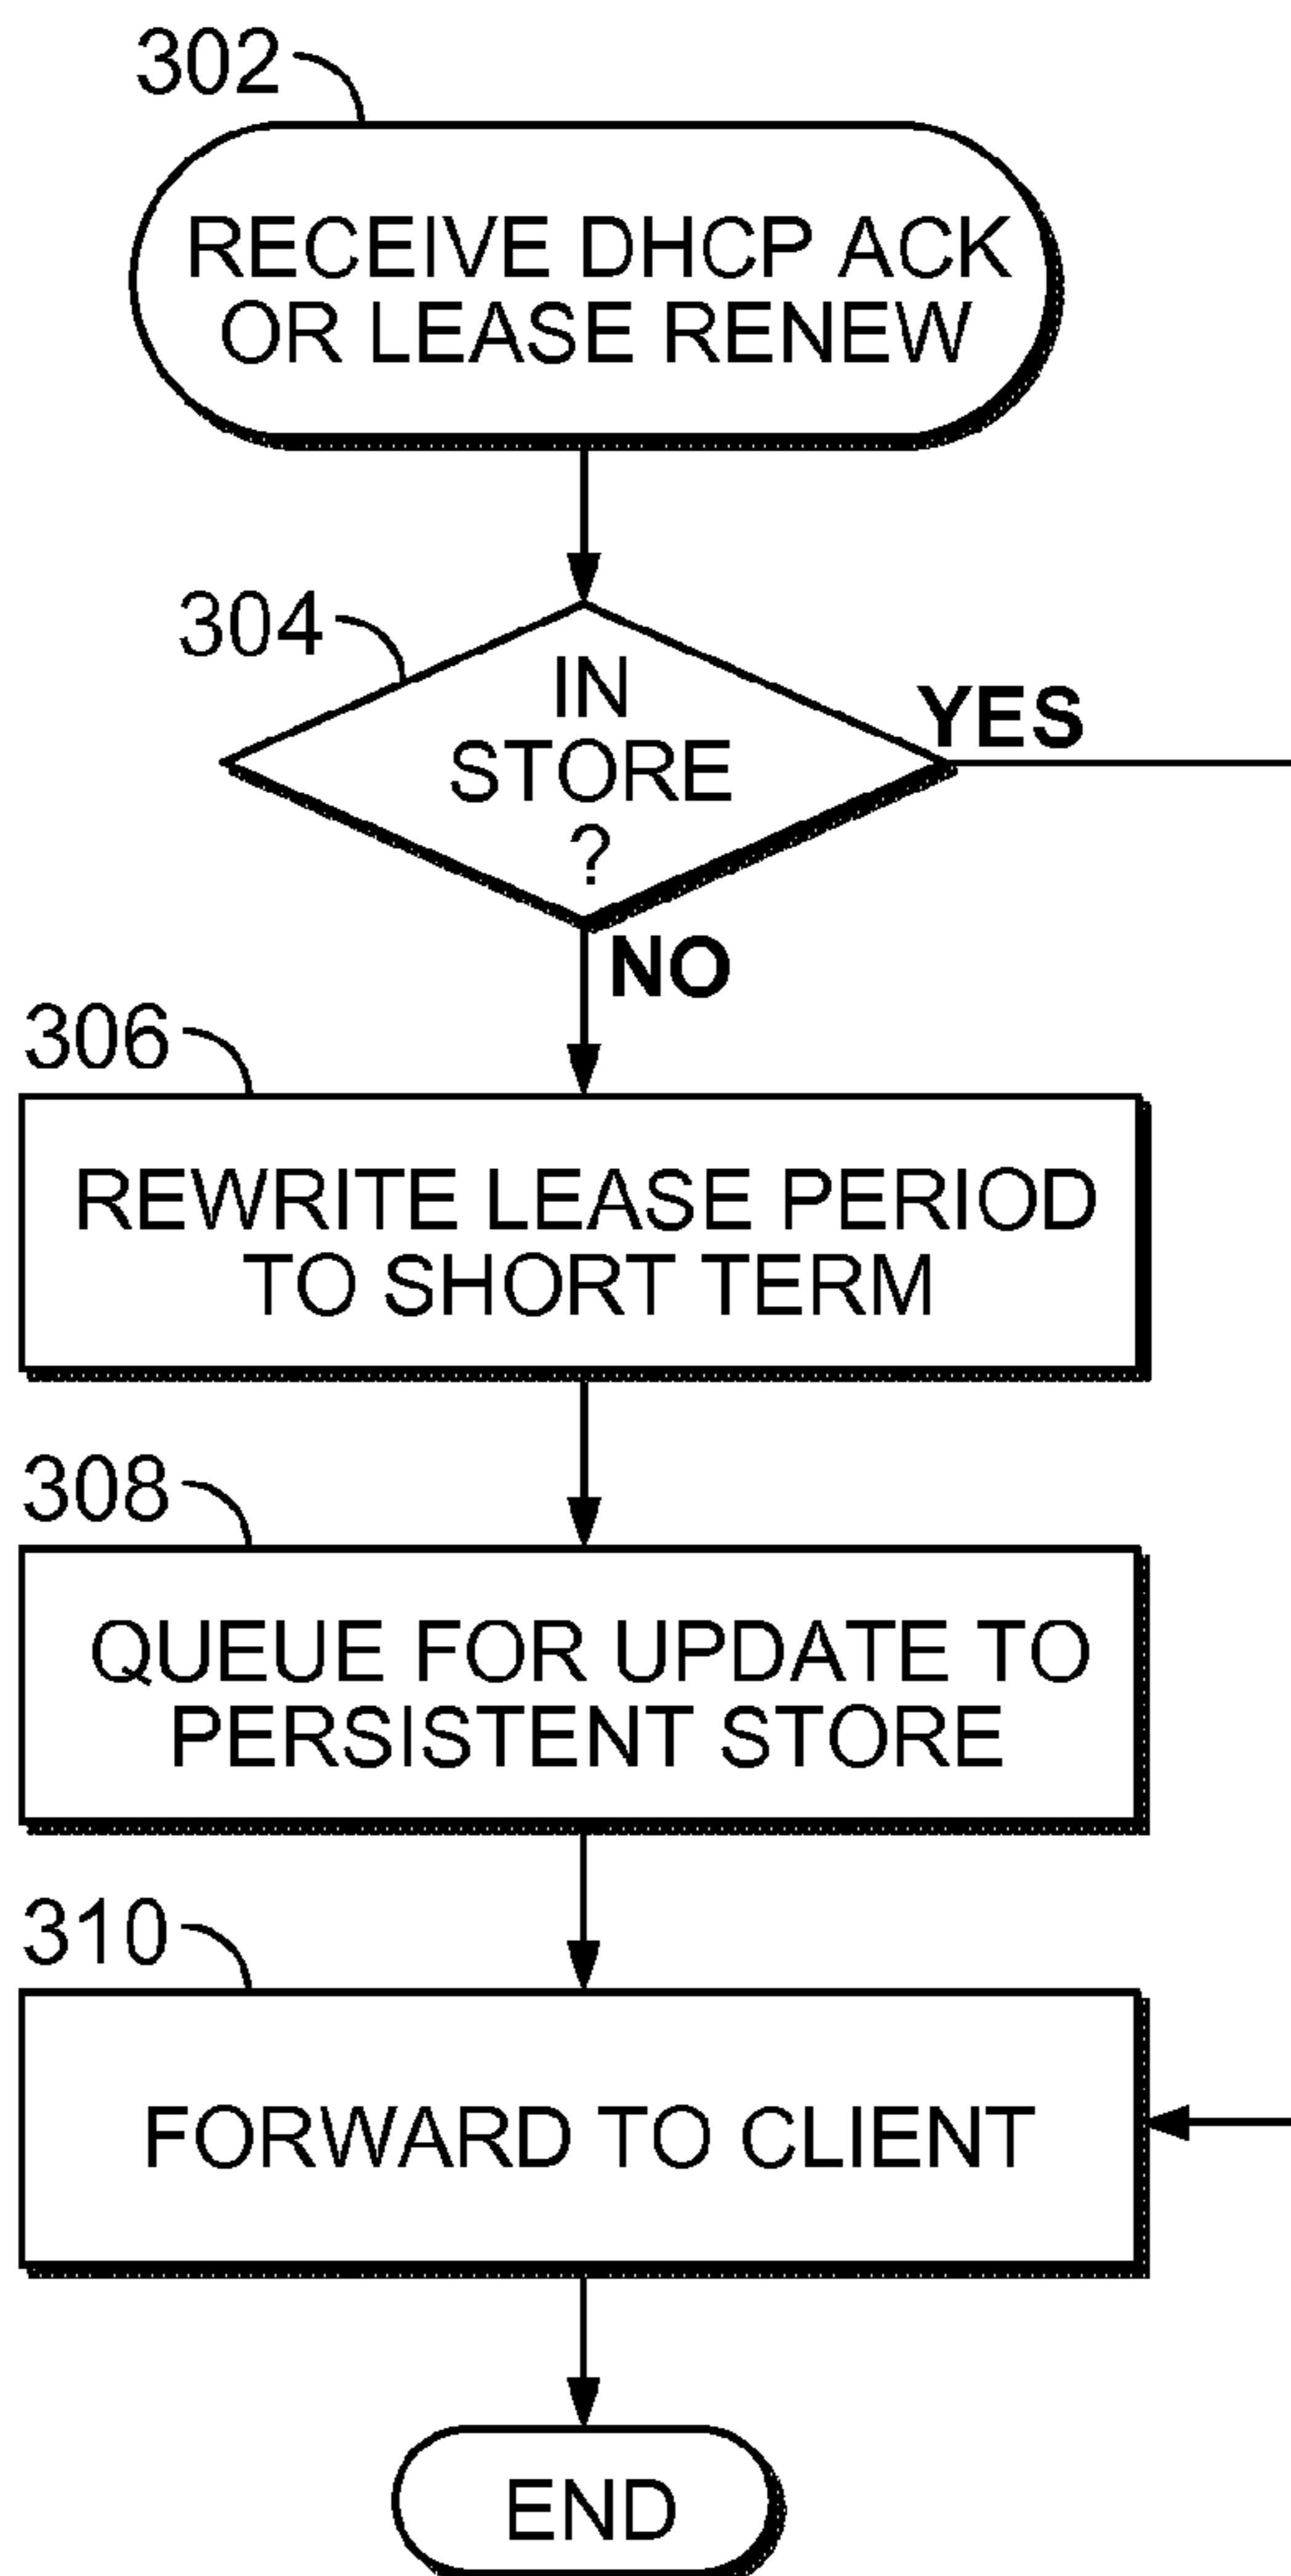 302
RECEIVE DHCP ACK
OR LEASE RENEW
304
IN
STORE
?
YES
NO
306
REWRITE LEASE PERIOD
TO SHORT TERM
308
QUEUE FOR UPDATE TO
PERSISTENT STORE
310
FORWARD TO CLIENT
END